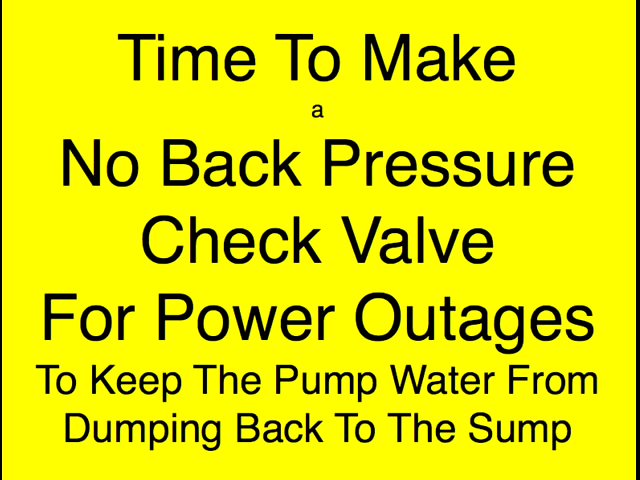 Time To Make
a
No Back Pressure
Check Valve
For Power Outages
To Keep The Pump Water From
Dumping Back To The Sump